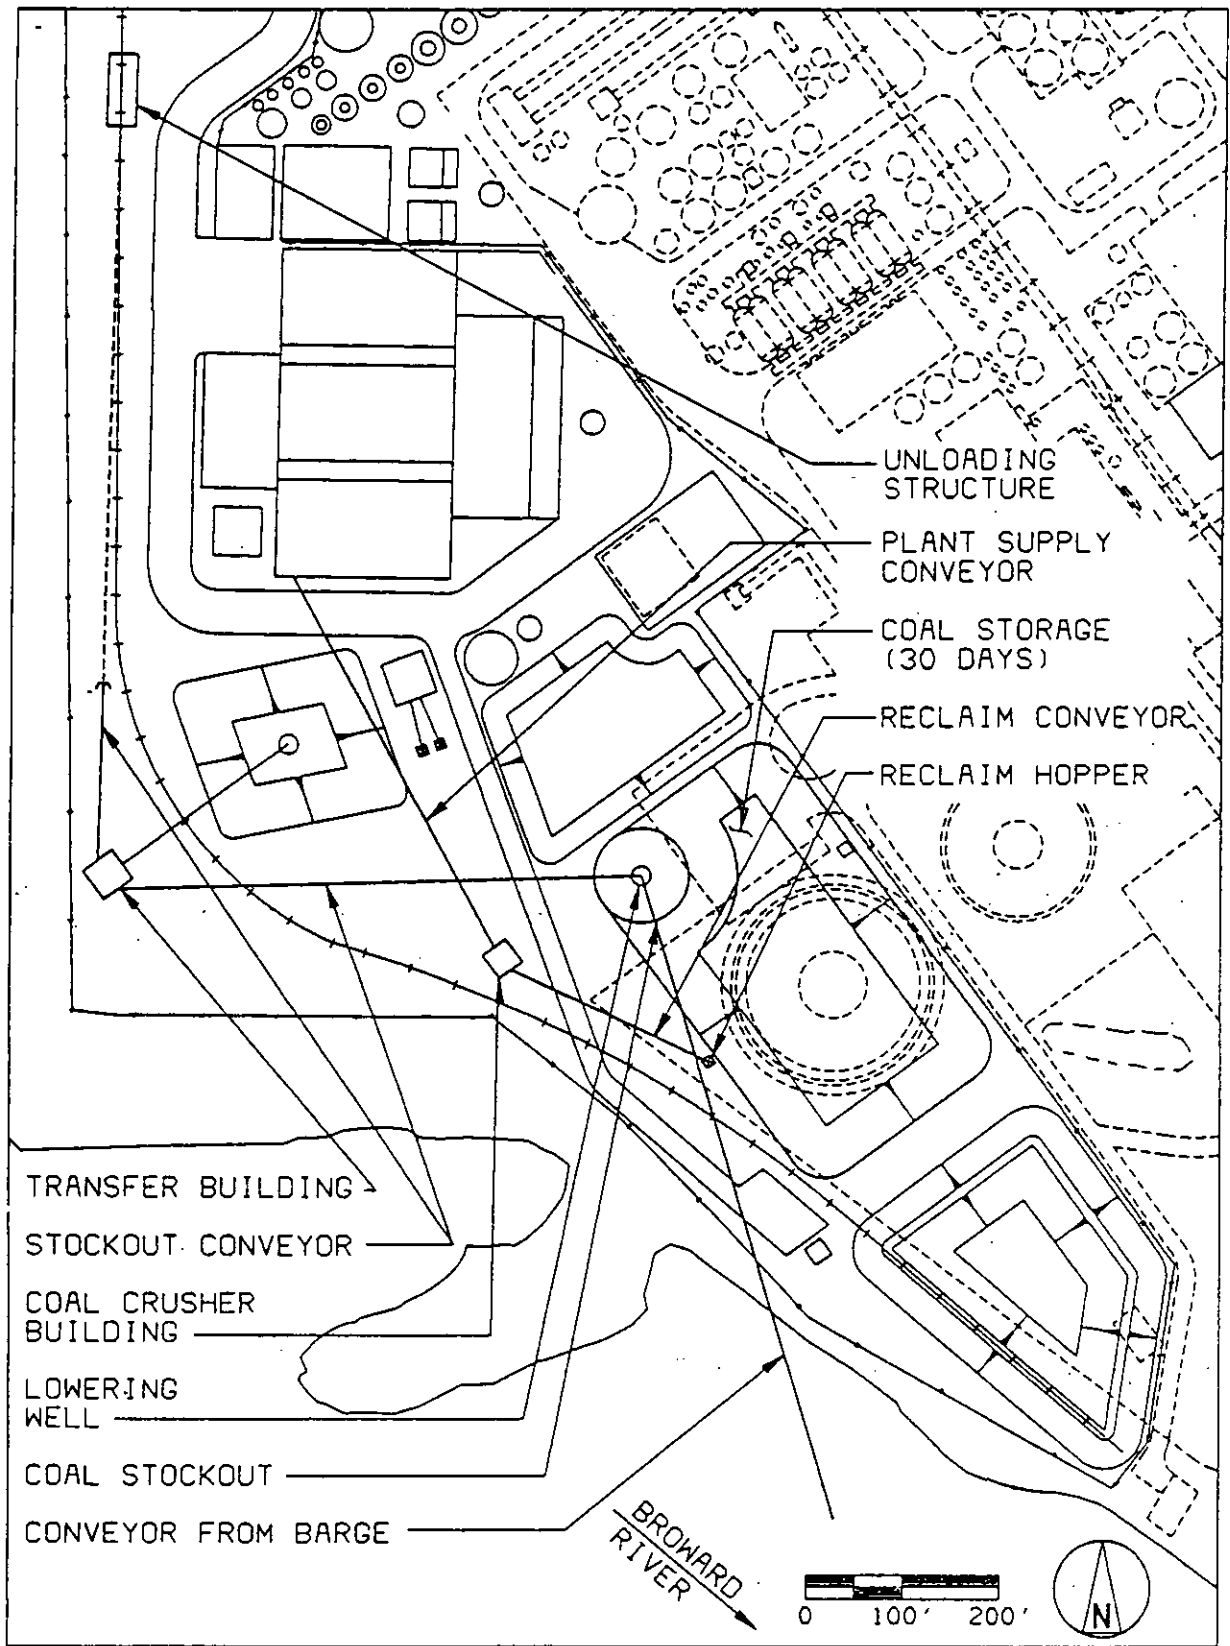 UNLOADING
STRUCTURE
PLANT SUPPLY
CONVEYOR
COAL STORAGE
(30 DAYS)
RECLAIM CONVEYOR
RECLAIM HOPPER
TRANSFER BUILDING
STOCKOUT CONVEYOR
COAL CRUSHER
BUILDING
LOWERING
WELL
COAL STOCKOUT
CONVEYOR FROM BARGE
BROWARD
RIVER
0 100' 200'
N